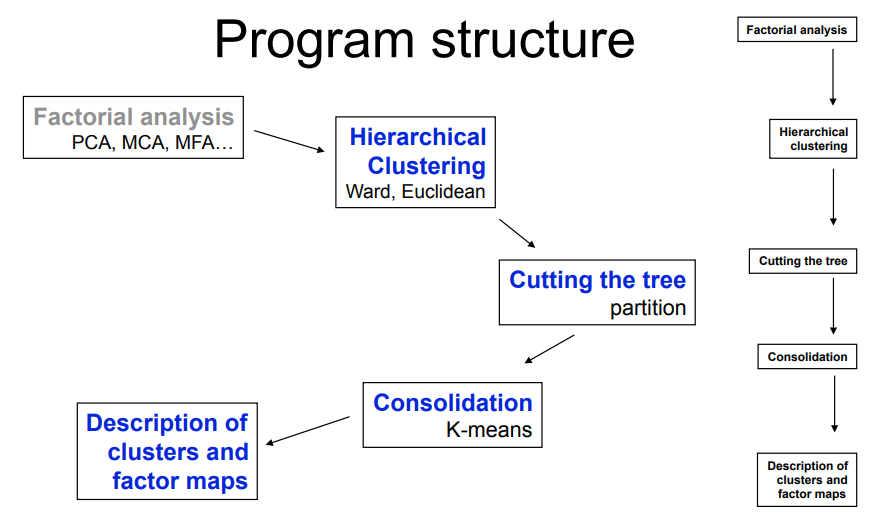 Program structure
Factorial analysis
PCA, MCA, MFA…
Hierarchical
Clustering
Ward, Euclidean
Cutting the tree
partition
Consolidation
K-means
Description of
clusters and
factor maps
Factorial analysis
Hierarchical
clustering
Cutting the tree
Consolidation
Description of
clusters and
factor maps